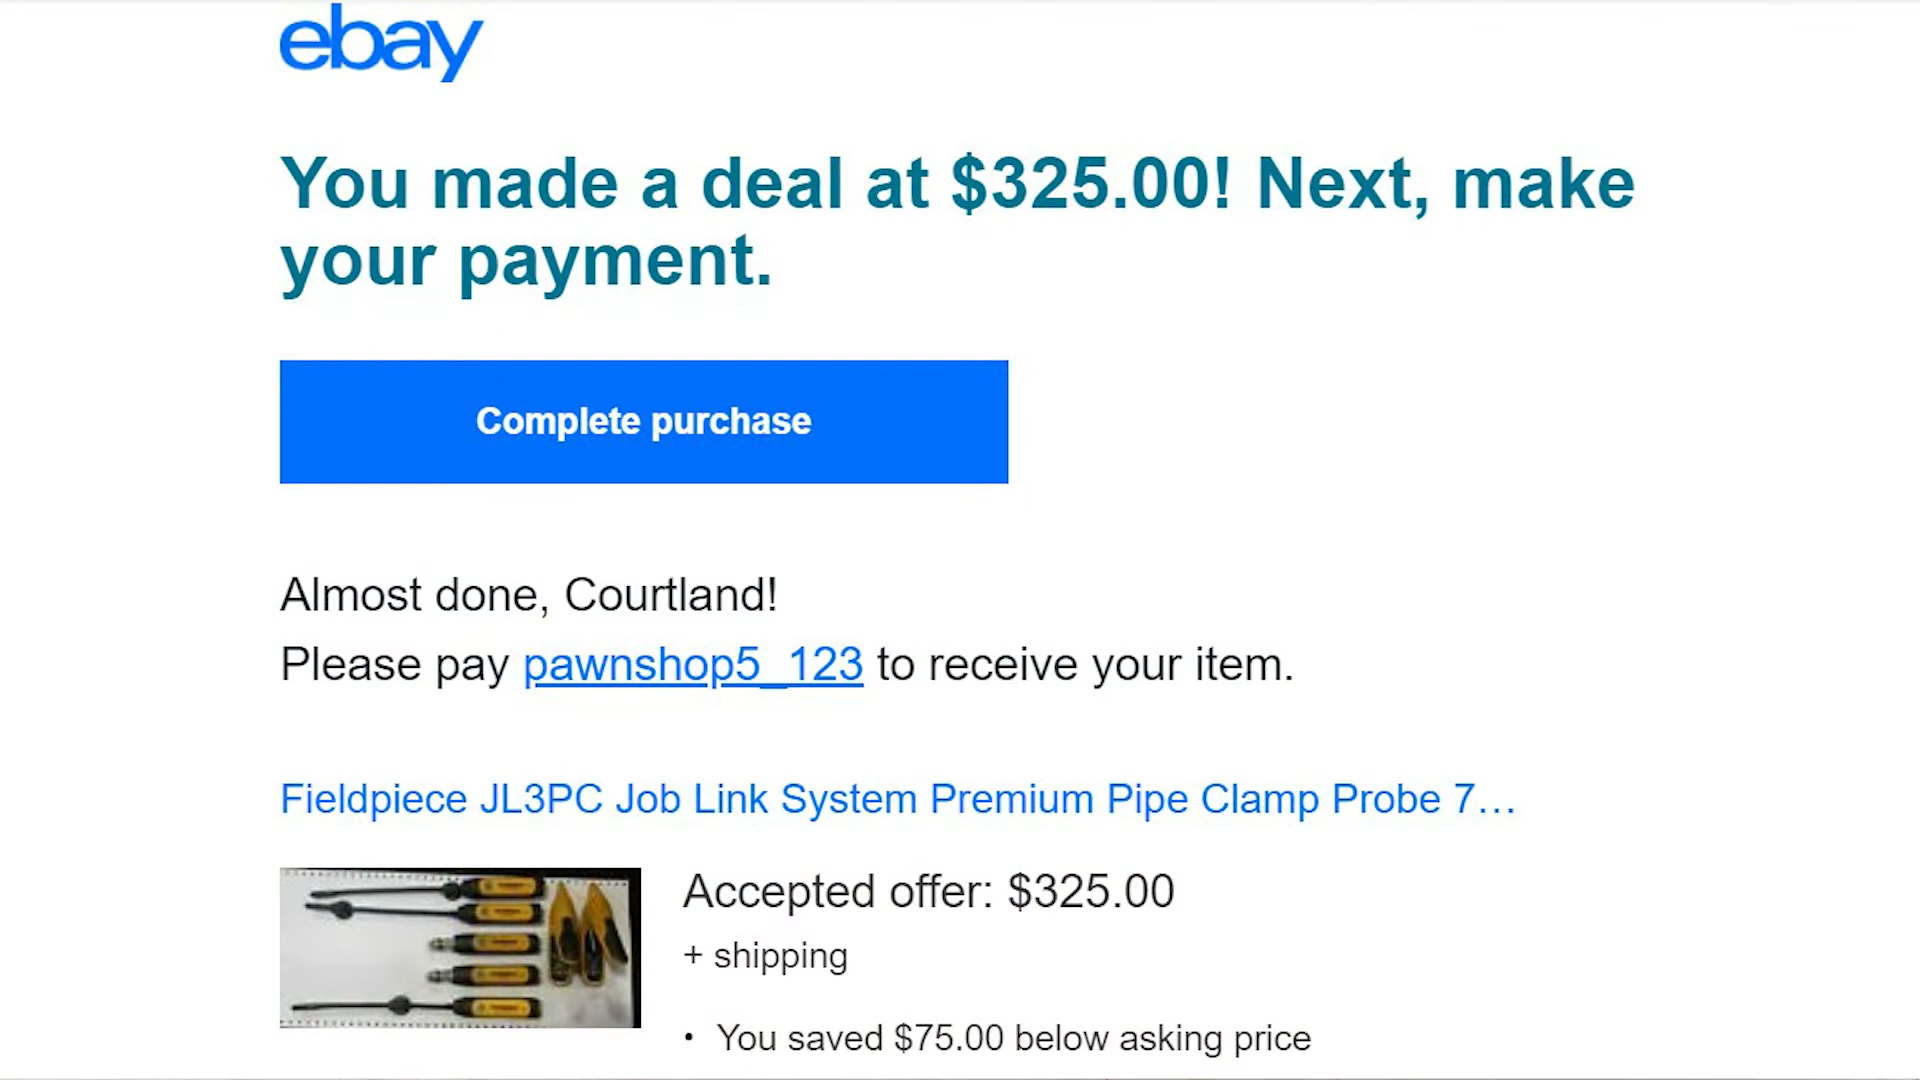 ebay
You made a deal at $325.00! Next, make
your payment.
Complete purchase
Almost done, Courtland!
Please pay pawnshop5_123 to receive your item.
Fieldpiece JL3PC Job Link System Premium Pipe Clamp Probe 7...
Accepted offer: $325.00
+ shipping
• You saved $75.00 below asking price